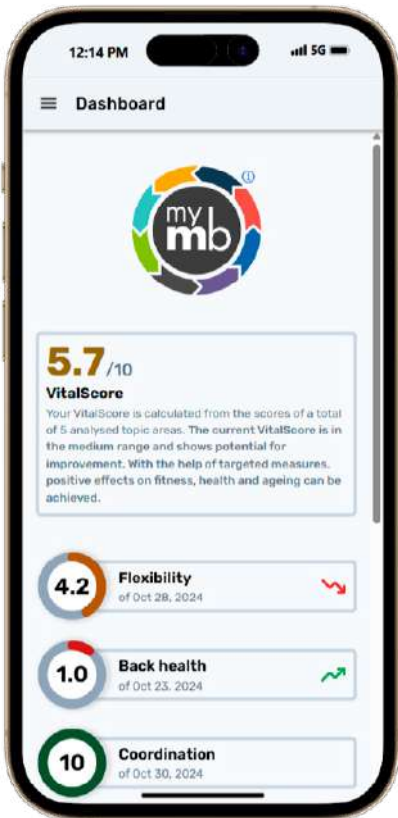 12:14 PM
5G
Dashboard
my
mb
5.7/10
VitalScore
Your VitalScore is calculated from the scores of a total
of 5 analysed topic areas. The current VitalScore is in
the medium range and shows potential for
improvement. With the help of targeted measures,
positive effects on fitness, health and ageing can be
achieved.
4.2
Flexibility
of Oct 28, 2024
1.0
Back health
of Oct 23, 2024
10
Coordination
of Oct 30, 2024